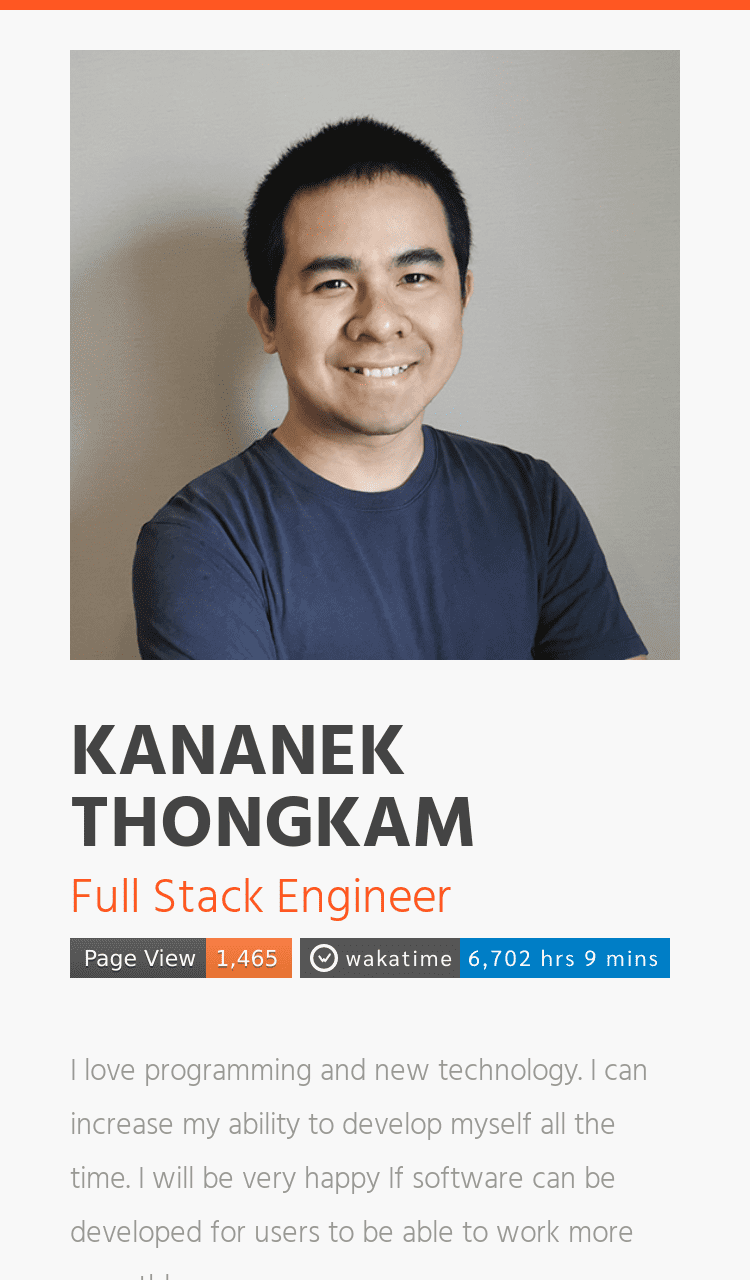 KANANEK
THONGKAM
Full Stack Engineer
Page View 1,465 wakatime 6,702 hrs 9 mins
I love programming and new technology. I can
increase my ability to develop myself all the
time. I will be very happy If software can be
developed for users to be able to work more